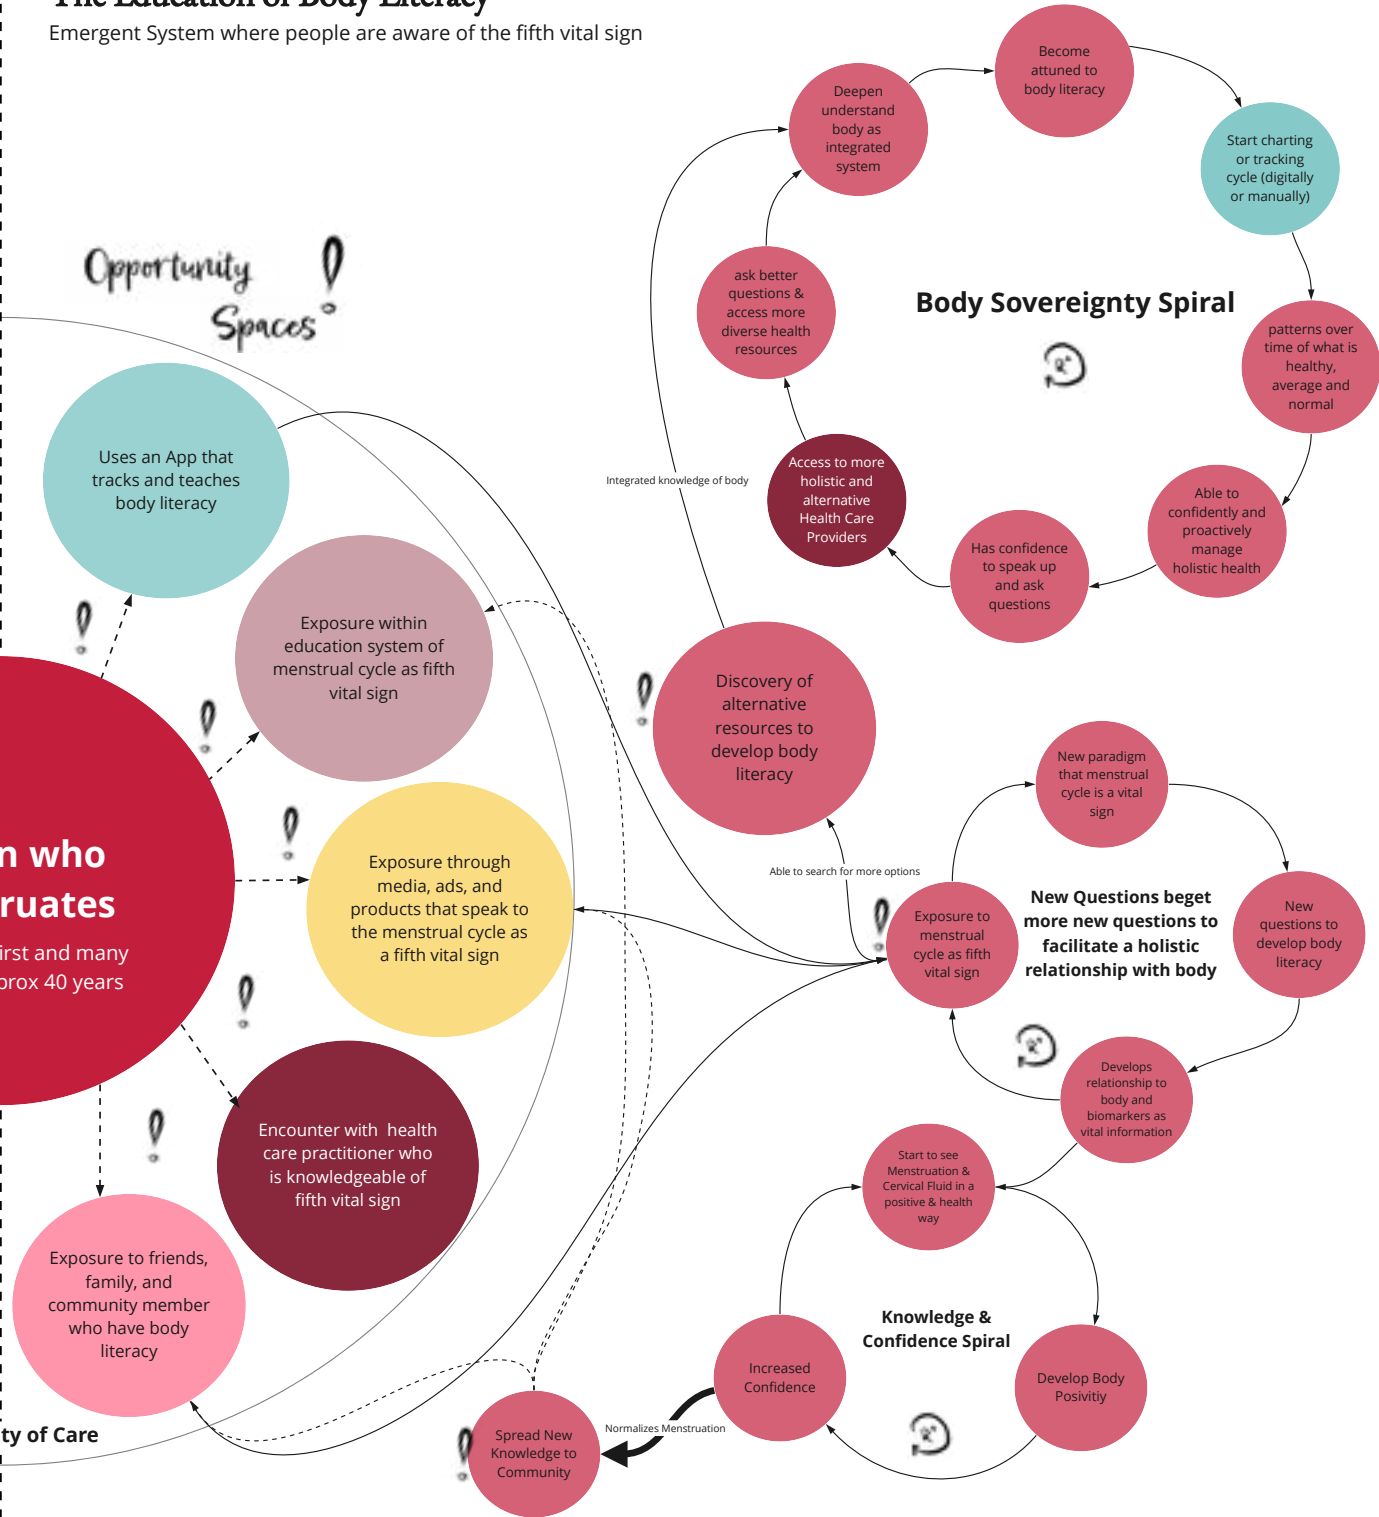 The Education of Body Literacy
Emergent System where people are aware of the fifth vital sign
Opportunity
Spaces
Uses an App that
tracks and teaches
body literacy
Exposure within
education system of
menstrual cycle as fifth
vital sign
Exposure through
media, ads, and
products that speak to
the menstrual cycle as
a fifth vital sign
Encounter with health
care practitioner who
is knowledgeable of
fifth vital sign
Exposure to friends,
family, and
community member
who have body
literacy
n who
ruates
irst and many
prox 40 years
ty of Care
Become
attuned to
body literacy
Start charting
or tracking
cycle (digitally
or manually)
patterns over
time of what is
healthy,
average and
normal
Able to
confidently and
proactively
manage
holistic health
Has confidence
to speak up
and ask
questions
Access to more
holistic and
alternative
Health Care
Providers
ask better
questions &
access more
diverse health
resources
Deepen
understand
body as
integrated
system
Body Sovereignty Spiral
Integrated knowledge of body
Discovery of
alternative
resources to
develop body
literacy
Able to search for more options
Exposure to
menstrual
cycle as fifth
vital sign
New paradigm
that menstrual
cycle is a vital
sign
New
questions to
develop body
literacy
Develops
relationship to
body and
biomarkers as
vital information
New Questions beget
more new questions to
facilitate a holistic
relationship with body
Start to see
Menstruation &
Cervical Fluid in a
positive & health
way
Develop Body
Posivitiy
Increased
Confidence
Knowledge &
Confidence Spiral
Normalizes Menstruation
Spread New
Knowledge to
Community